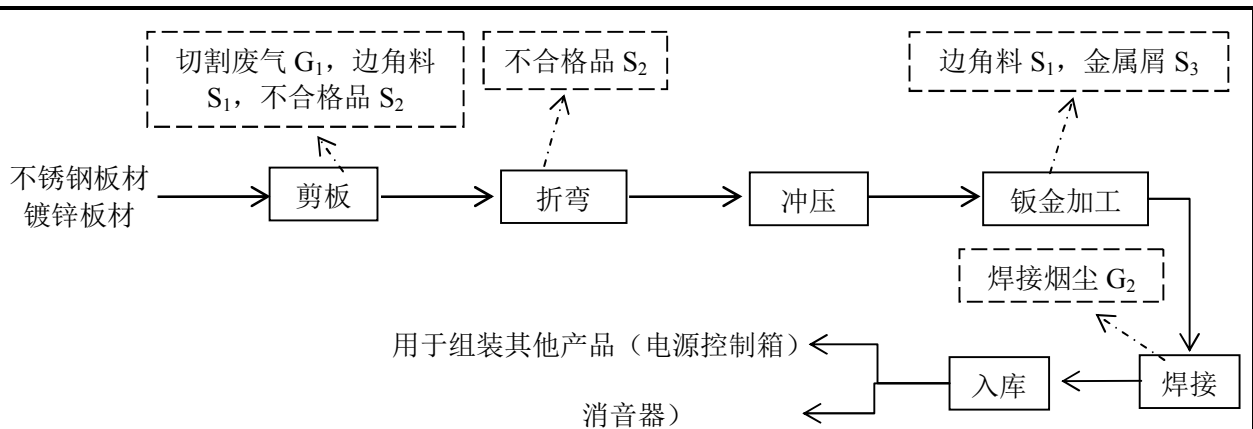 切割废气 G₁，边角料
S₁，不合格品 S₂
不合格品 S₂
边角料 S₁，金属屑 S₃
不锈钢板材
镀锌板材
剪板
折弯
冲压
钣金加工
焊接烟尘 G₂
用于组装其他产品（电源控制箱）
入库
焊接
消音器）